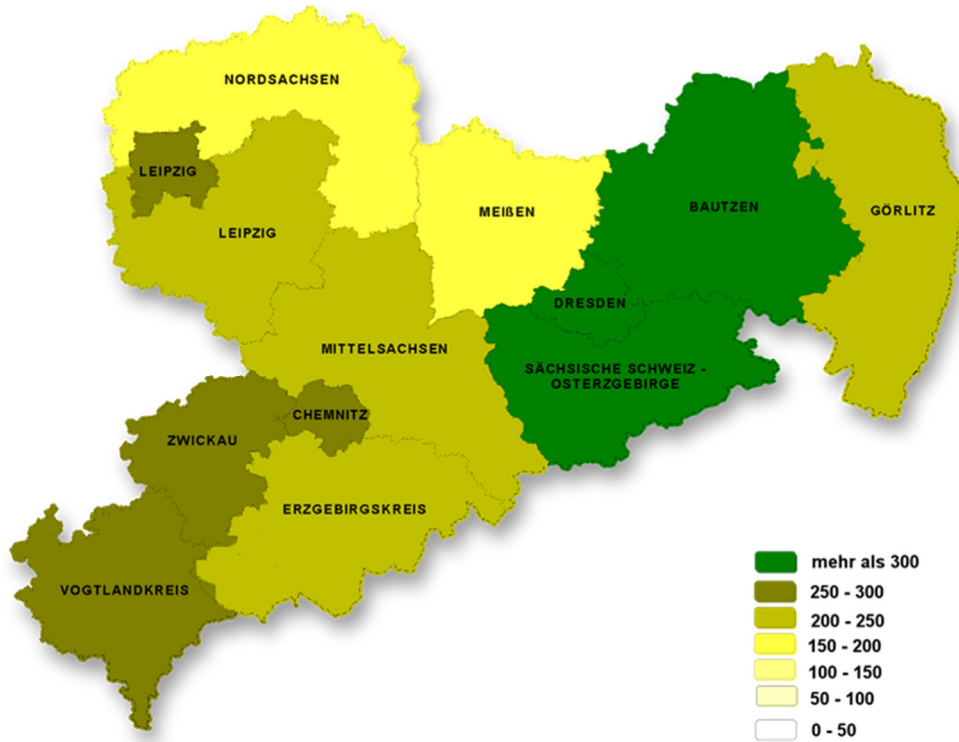 NORDSACHSEN
LEIPZIG
LEIPZIG
MEIßEN
BAUTZEN
GÖRLITZ
DRESDEN
MITTELSACHSEN
SÄCHSISCHE SCHWEIZ -
OSTERZGEBIRGE
CHEMNITZ
ZWICKAU
ERZGEBIRGSKREIS
VOGTLANDKREIS
mehr als 300
250 - 300
200 - 250
150 - 200
100 - 150
50 - 100
0 - 50